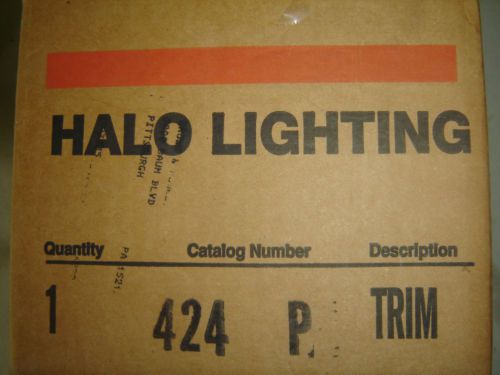 HALO LIGHTING
PITTSBURGH
BLVD
Quantity Catalog Number Description
1 424 P TRIM